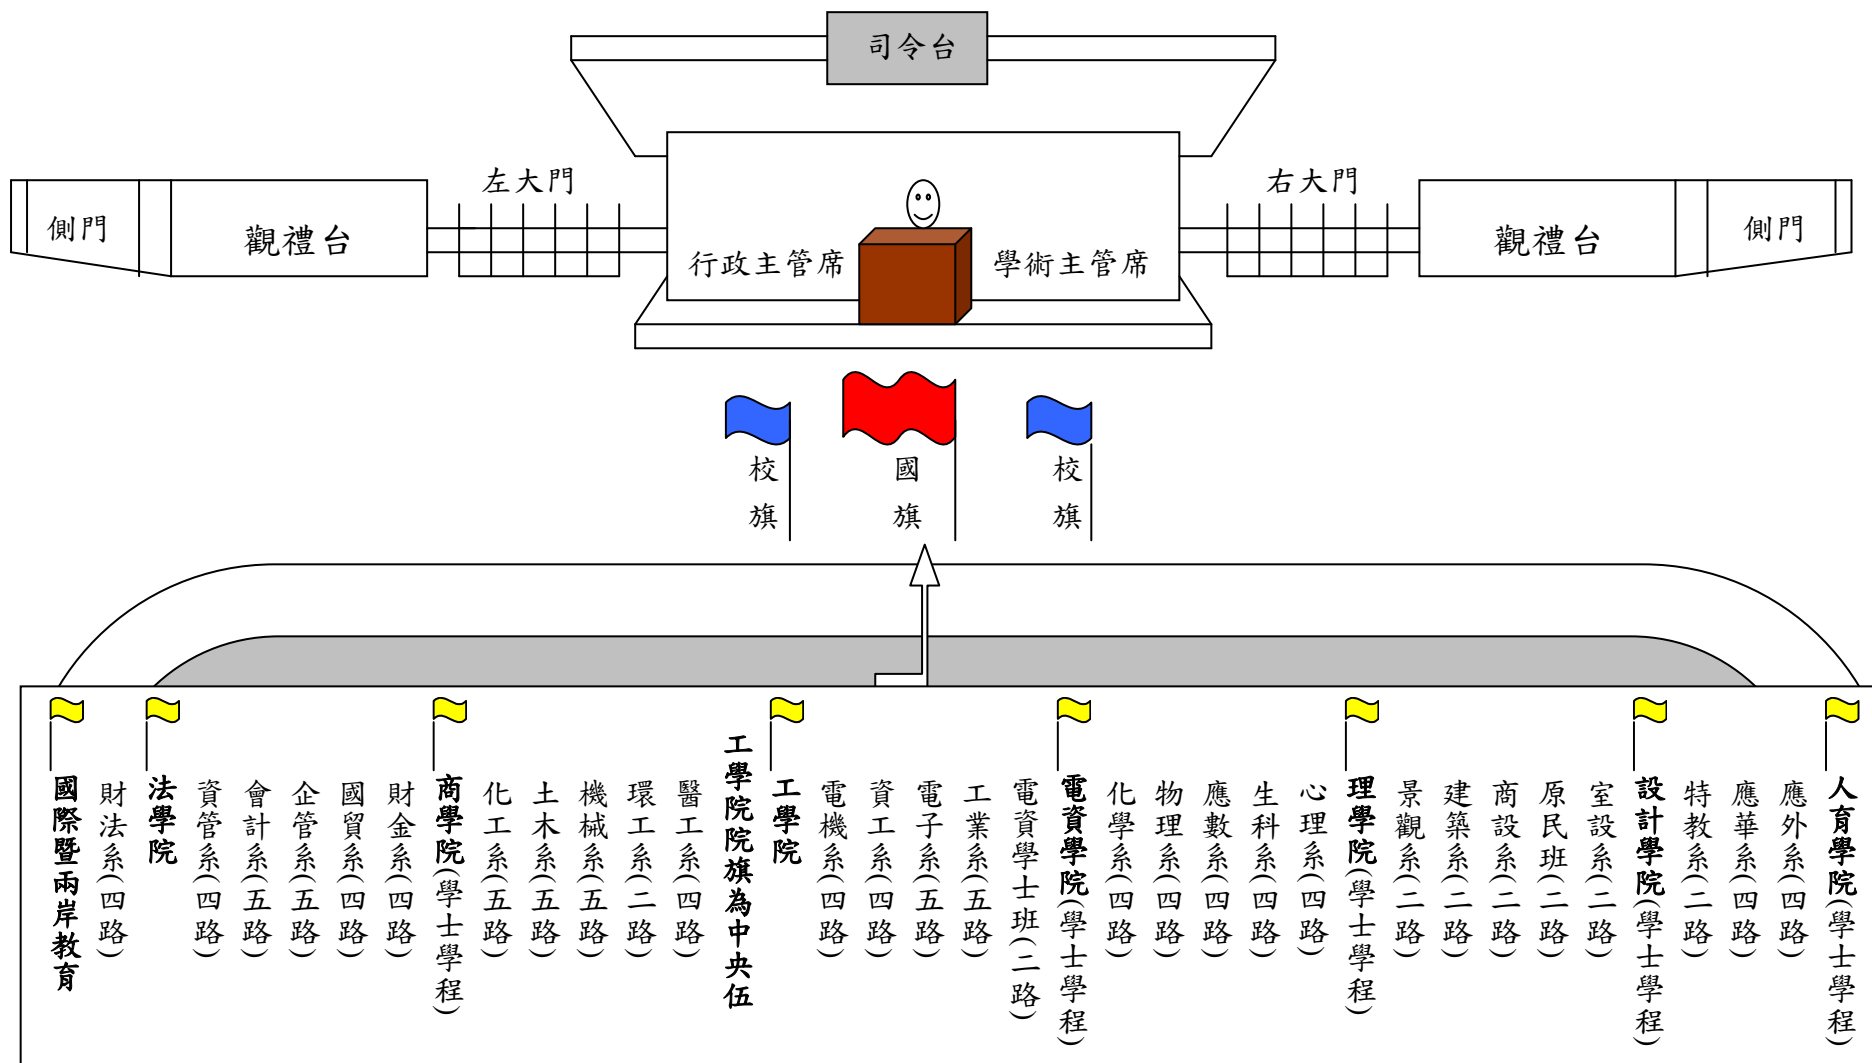 司令台
左大門
右大門
側門
觀禮台
行政主管席
學術主管席
觀禮台
側門
校旗
國旗
校旗
國際暨兩岸教育
財法系(四路)
法學院
資管系(四路)
會計系(五路)
企管系(五路)
國貿系(四路)
財金系(四路)
商學院(學士學程)
化工系(五路)
土木系(五路)
機械系(五路)
環工系(二路)
醫工系(四路)
工學院院旗為中央伍
工學院
電機系(四路)
資工系(四路)
電子系(五路)
工業系(五路)
電資學士班(二路)
電資學院(學士學程)
化學系(四路)
物理系(四路)
應數系(四路)
生科系(四路)
心理系(四路)
理學院(學士學程)
景觀系(二路)
建築系(二路)
商設系(二路)
原民班(二路)
室設系(二路)
設計學院(學士學程)
特教系(二路)
應華系(四路)
應外系(四路)
人育學院(學士學程)